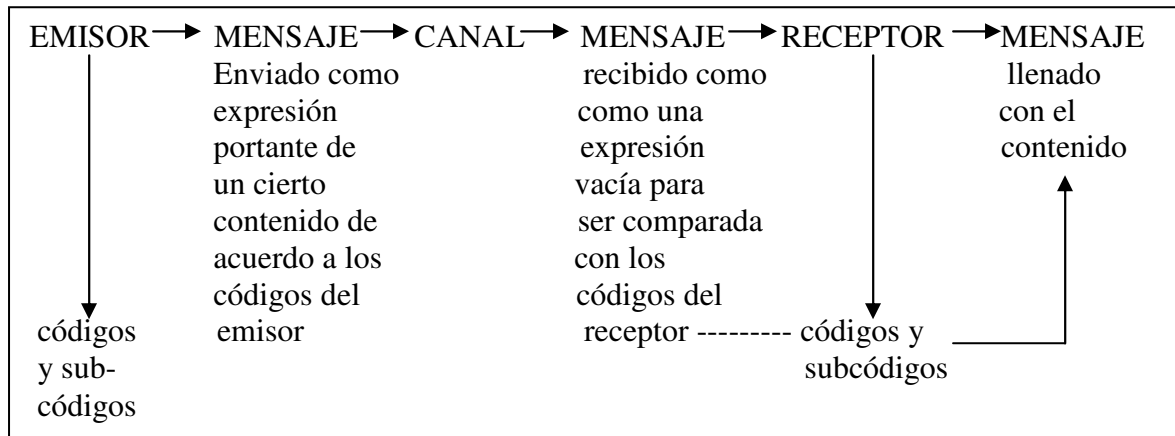 EMISOR MENSAJE CANAL MENSAJE RECEPTOR MENSAJE
Enviado como recibido como llenado
expresión como una con el
portante de expresión contenido
un cierto vacía para
contenido de ser comparada
acuerdo a los con los
códigos del códigos del
códigos emisor receptor --------- códigos y
y sub- subcódigos
códigos